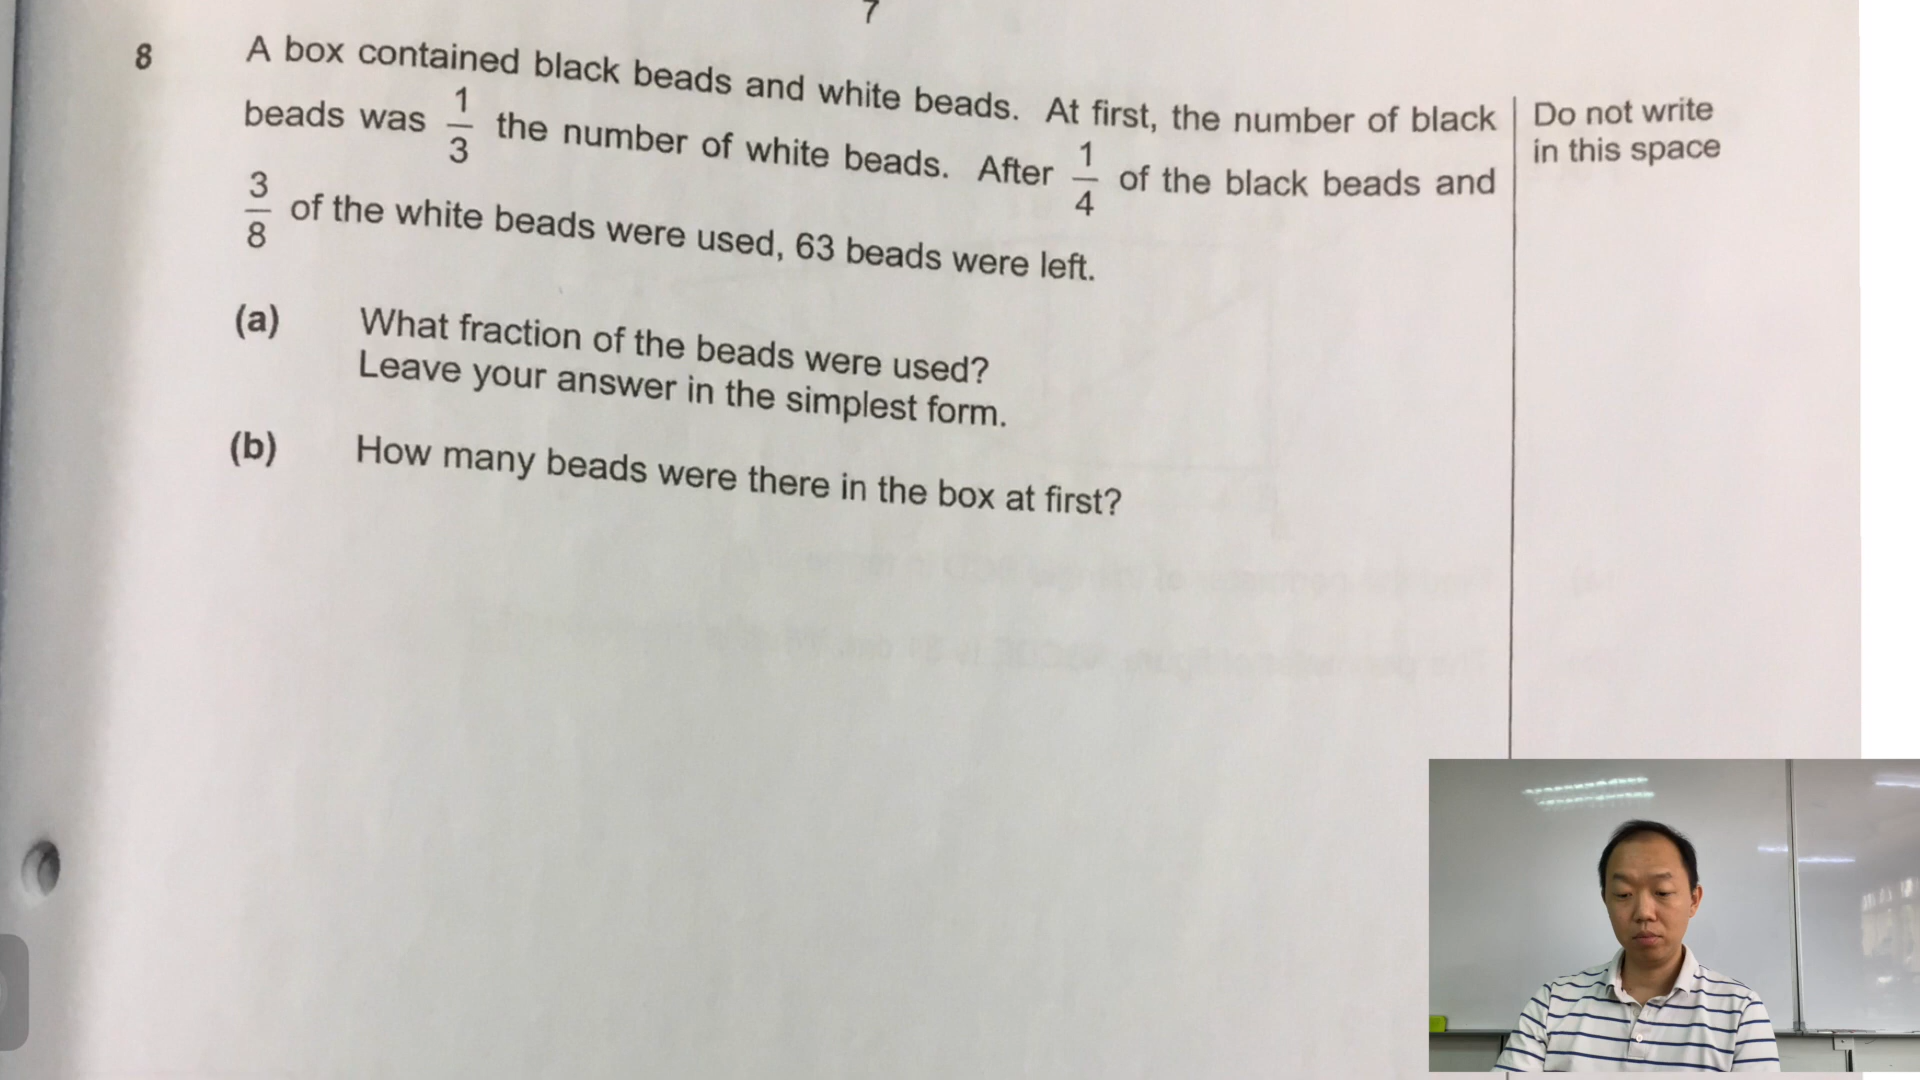 7
8 A box contained black beads and white beads. At first, the number of black
beads was 1/3 the number of white beads. After 1/4 of the black beads and
3/8 of the white beads were used, 63 beads were left.
Do not write
in this space
(a) What fraction of the beads were used?
Leave your answer in the simplest form.
(b) How many beads were there in the box at first?